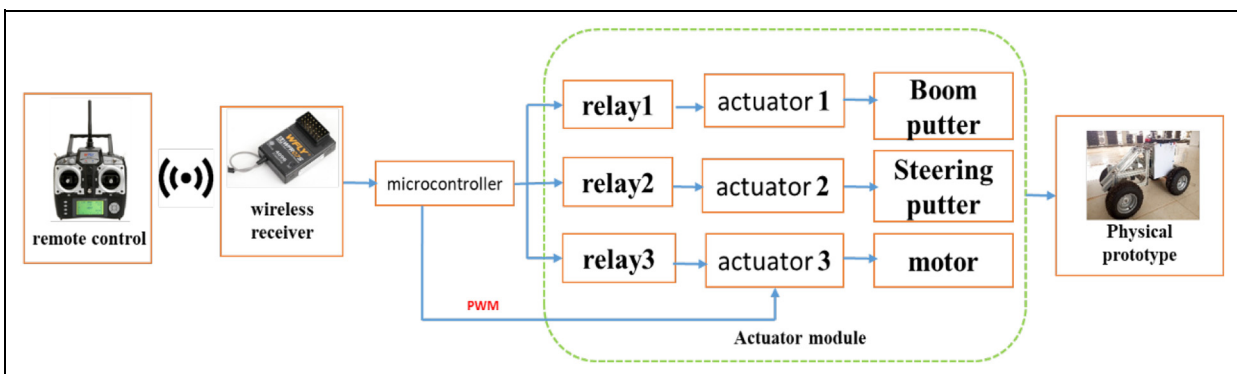 remote control
WFLY
wireless
receiver
microcontroller
PWM
relay1
actuator 1
Boom
putter
relay2
actuator 2
Steering
putter
relay3
actuator 3
motor
Actuator module
Physical
prototype